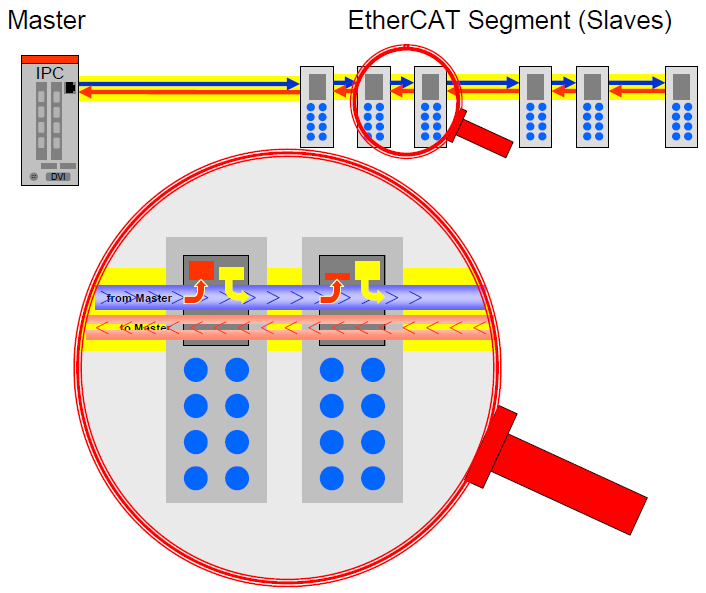 Master
EtherCAT Segment (Slaves)
IPC
DVI
from Master
to Master